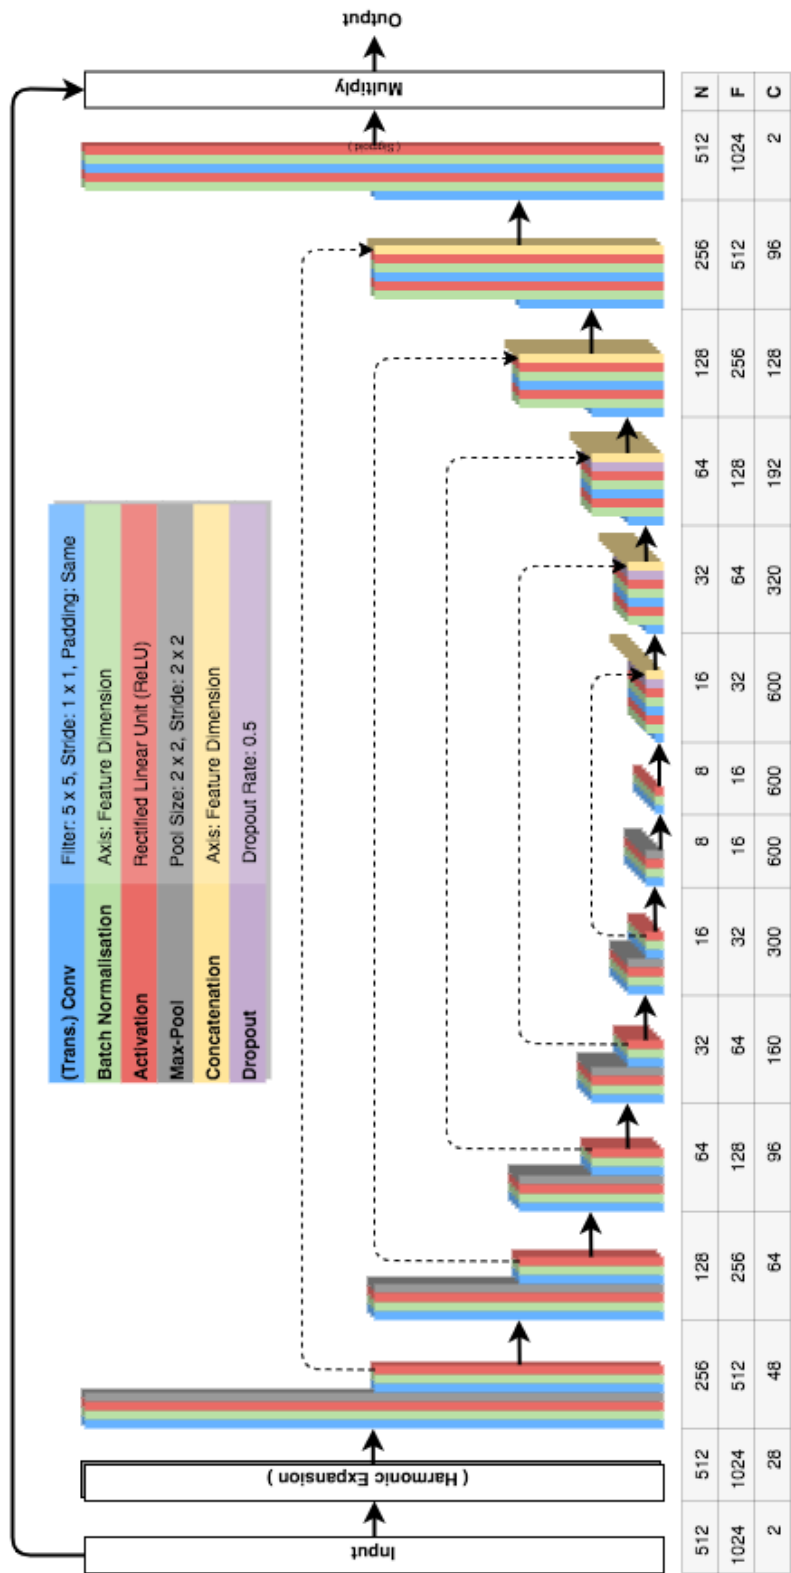 (Trans.) Conv Filter: 5 x 5, Stride: 1 x 1, Padding: Same
Batch Normalisation Axis: Feature Dimension
Activation Rectified Linear Unit (ReLU)
Max-Pool Pool Size: 2 x 2, Stride: 2 x 2
Concatenation Axis: Feature Dimension
Dropout Dropout Rate: 0.5
Input
( Harmonic Expansion )
( Sigmoid )
Multiply
Output
512 512 256 128 64 32 16 8 8 16 32 64 128 256 512 N
1024 1024 512 256 128 64 32 16 16 32 64 128 256 512 1024 F
2 28 48 64 96 160 300 600 600 600 320 192 128 96 2 C